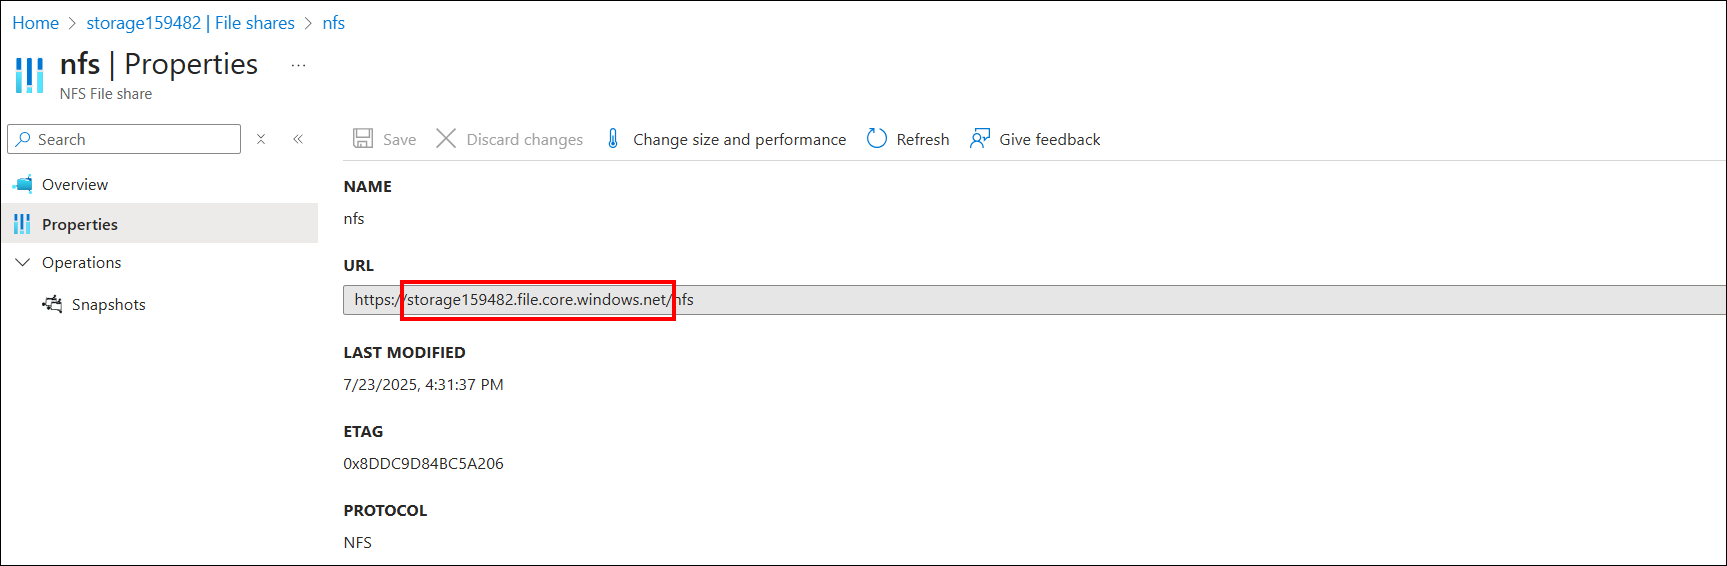 Home > storage159482 | File shares > nfs
nfs | Properties ...
NFS File share
Search
Save Discard changes Change size and performance Refresh Give feedback
Overview
Properties
Operations
Snapshots
NAME
nfs
URL
https://storage159482.file.core.windows.net/nfs
LAST MODIFIED
7/23/2025, 4:31:37 PM
ETAG
0x8DDC9D84BC5A206
PROTOCOL
NFS